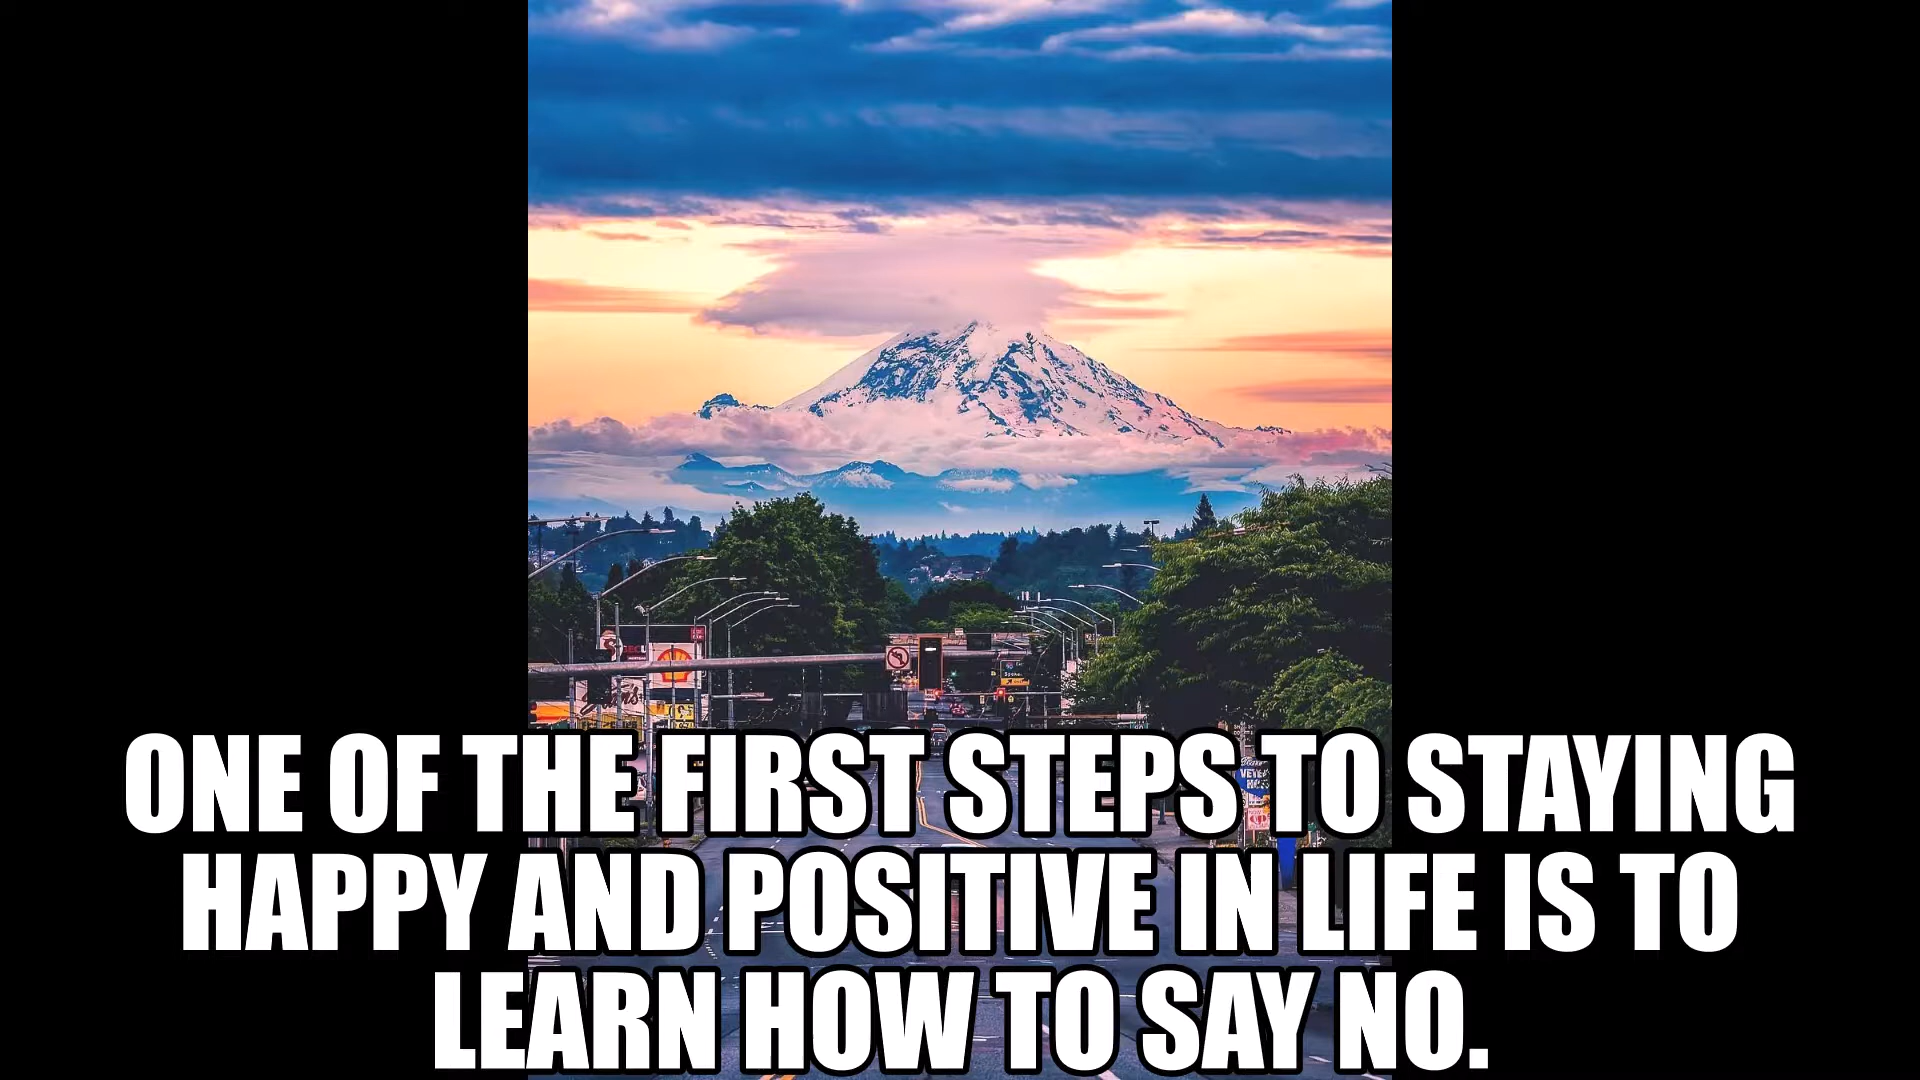 ONE OF THE FIRST STEPS TO STAYING
HAPPY AND POSITIVE IN LIFE IS TO
LEARN HOW TO SAY NO.